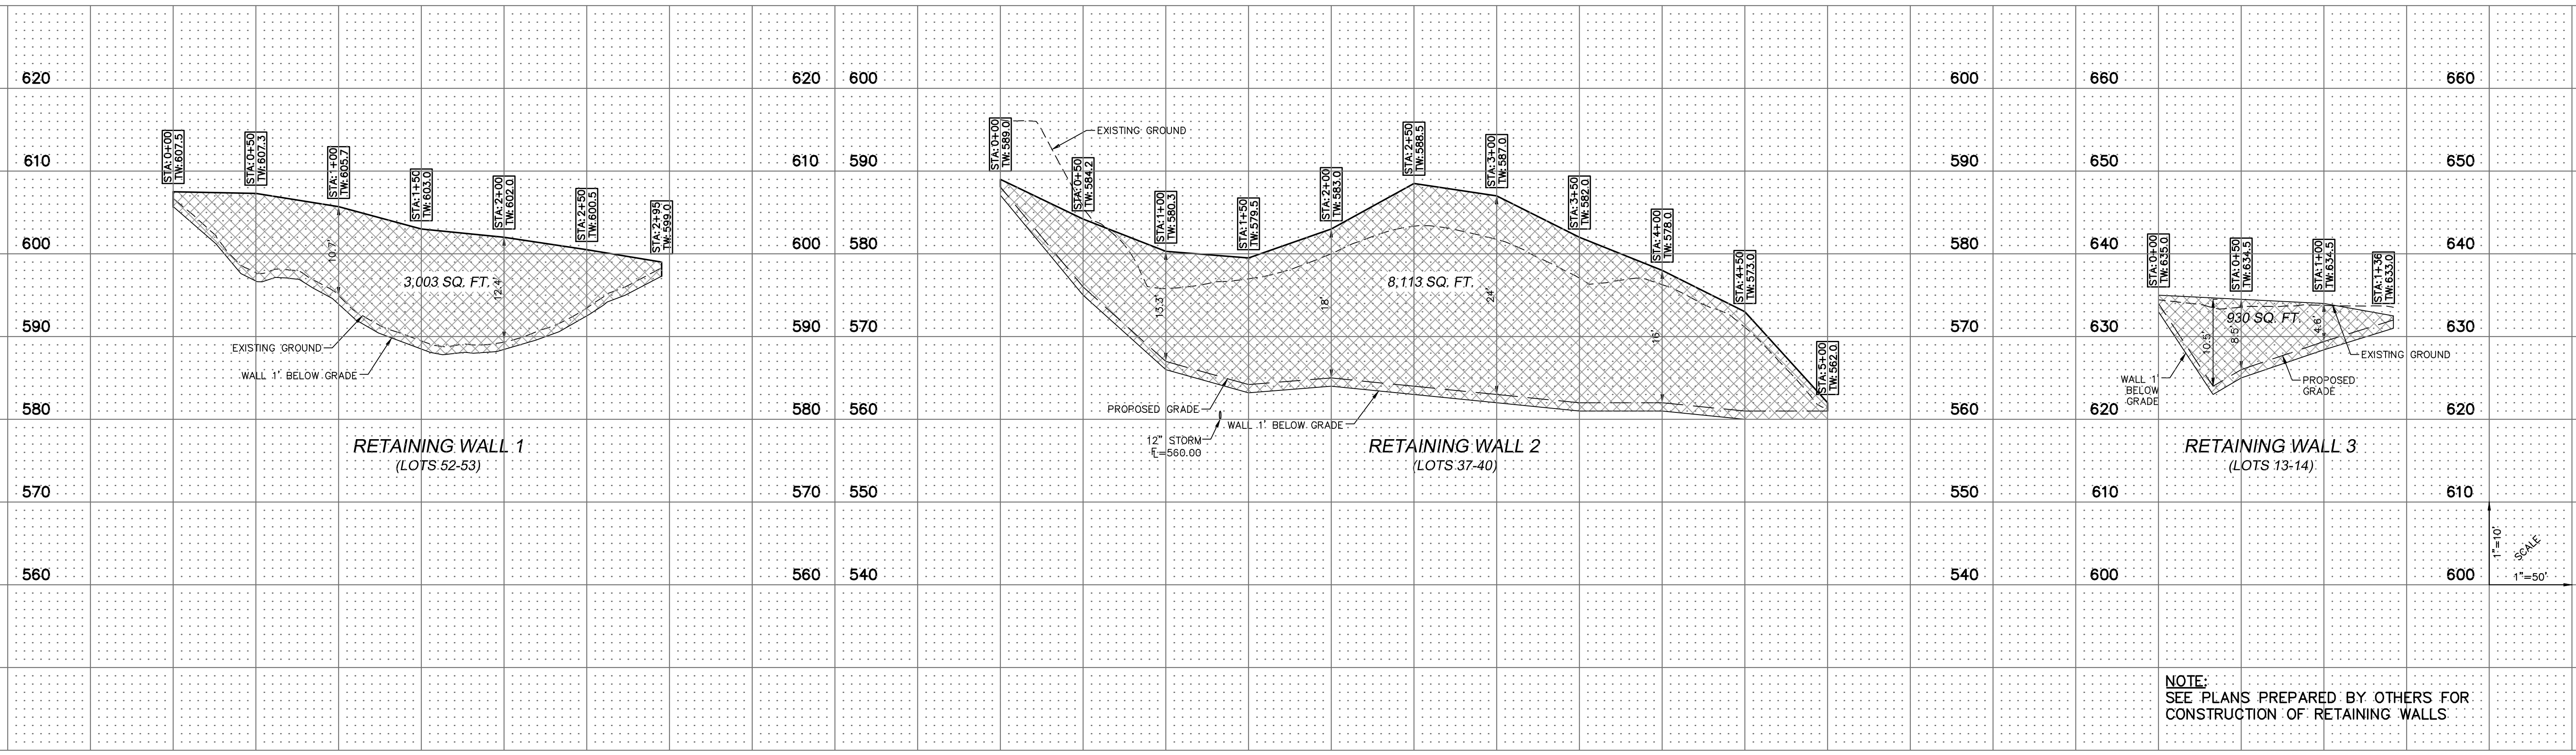 620
610
600
590
580
570
560
STA: 0+00
TW: 607.5
STA: 0+50
TW: 607.3
STA: 1+00
TW: 605.7
STA: 1+50
TW: 603.0
STA: 2+00
TW: 602.0
STA: 2+50
TW: 600.5
STA: 2+95
TW: 599.0
10.7'
3,003 SQ. FT.
12.4'
EXISTING GROUND
WALL 1' BELOW GRADE
RETAINING WALL 1
(LOTS 52-53)
620
610
600
590
580
570
560
600
590
580
570
560
550
540
STA: 0+00
TW: 589.0
EXISTING GROUND
STA: 0+50
TW: 584.2
STA: 1+00
TW: 580.3
STA: 1+50
TW: 579.5
STA: 2+00
TW: 583.0
STA: 2+50
TW: 588.5
STA: 3+00
TW: 587.0
STA: 3+50
TW: 582.0
STA: 4+00
TW: 578.0
STA: 4+50
TW: 573.0
STA: 5+00
TW: 562.0
13.3'
18'
8,113 SQ. FT.
24'
16'
PROPOSED GRADE
WALL 1' BELOW GRADE
12" STORM
FL=560.00
RETAINING WALL 2
(LOTS 37-40)
600
590
580
570
560
550
540
660
650
640
630
620
610
600
STA: 0+00
TW: 635.0
STA: 0+50
TW: 634.5
STA: 1+00
TW: 634.5
STA: 1+36
TW: 633.0
930 SQ. FT.
10.5'
8.5'
4.6'
EXISTING GROUND
WALL 1'
BELOW
GRADE
PROPOSED
GRADE
RETAINING WALL 3
(LOTS 13-14)
660
650
640
630
620
610
600
1"=10'
SCALE
1"=50'
NOTE:
SEE PLANS PREPARED BY OTHERS FOR
CONSTRUCTION OF RETAINING WALLS